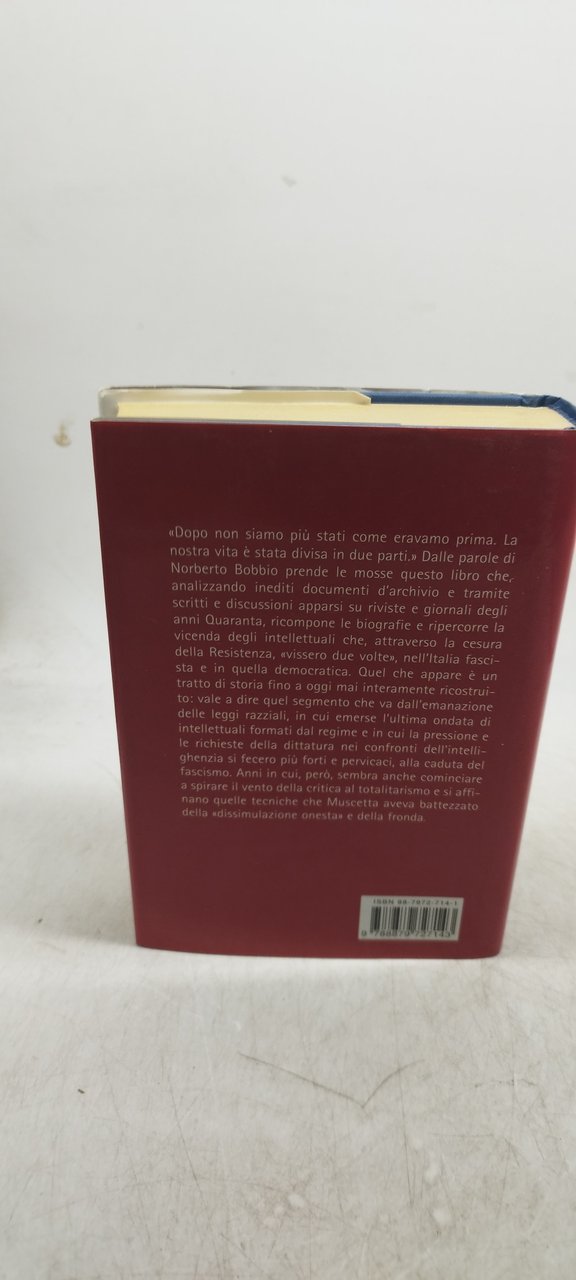 «Dopo non siamo più stati come eravamo prima. La
nostra vita è stata divisa in due parti.» Dalle parole di
Norberto Bobbio prende le mosse questo libro che,
analizzando inediti documenti d'archivio e tramite
scritti e discussioni apparsi su riviste e giornali degli
anni Quaranta, ricompone le biografie e ripercorre la
vicenda degli intellettuali che, attraverso la cesura
della Resistenza, «vissero due volte», nell'Italia fasci-
sta e in quella democratica. Quel che appare è un
tratto di storia fino a oggi mai interamente ricostrui-
to: vale a dire quel segmento che va dall'emanazione
delle leggi razziali, in cui emerse l'ultima ondata di
intellettuali formati dal regime e in cui la pressione e
le richieste della dittatura nei confronti dell'intelli-
ghenzia si fecero più forti e pervicaci, alla caduta del
fascismo. Anni in cui, però, sembra anche cominciare
a spirare il vento della critica al totalitarismo e si affi-
nano quelle tecniche che Muscetta aveva battezzato
della «dissimulazione onesta» e della fronda.
ISBN 88-7972-714-1
9 788879 727143